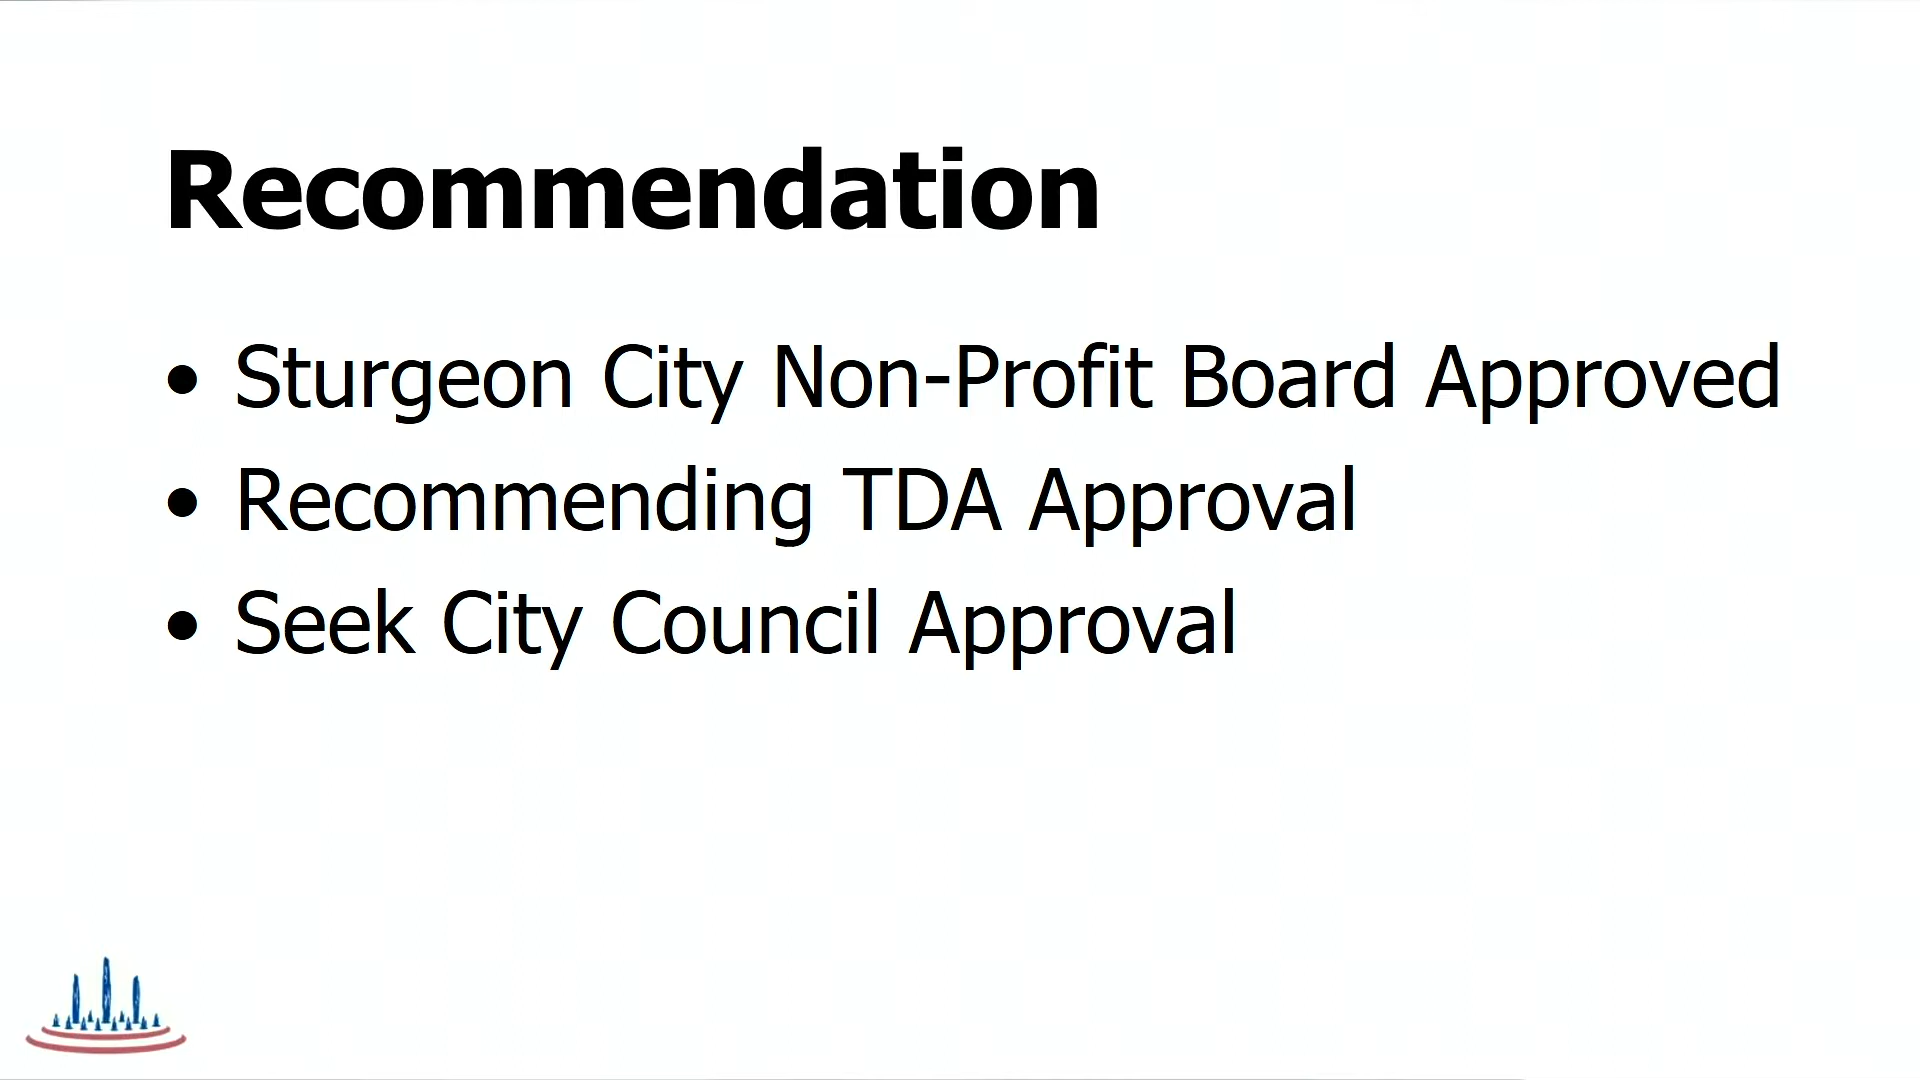 Recommendation
• Sturgeon City Non-Profit Board Approved
• Recommending TDA Approval
• Seek City Council Approval